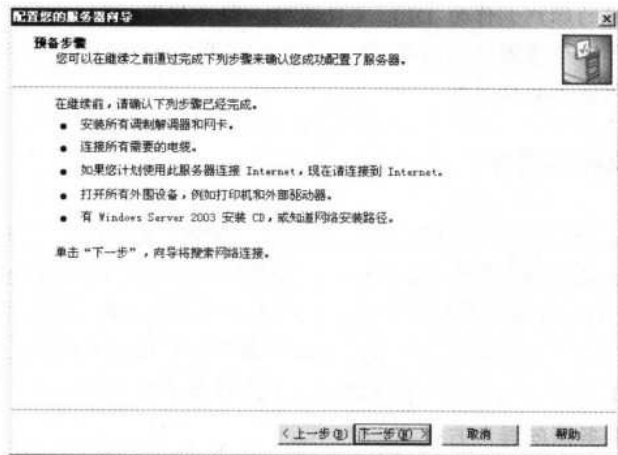 配置您的服务器向导
预备步骤
您可以在继续之前通过完成下列步骤来确认您成功配置了服务器。
在继续前，请确认下列步骤已经完成。
● 安装所有调制解调器和网卡。
● 连接所有需要的电缆。
● 如果您计划使用此服务器连接 Internet，现在请连接到 Internet。
● 打开所有外围设备，例如打印机和外部驱动器。
● 有 Windows Server 2003 安装 CD，或知道网络安装路径。
单击“下一步”，向导将搜索网络连接。
< 上一步(B) 下一步(N) > 取消 帮助